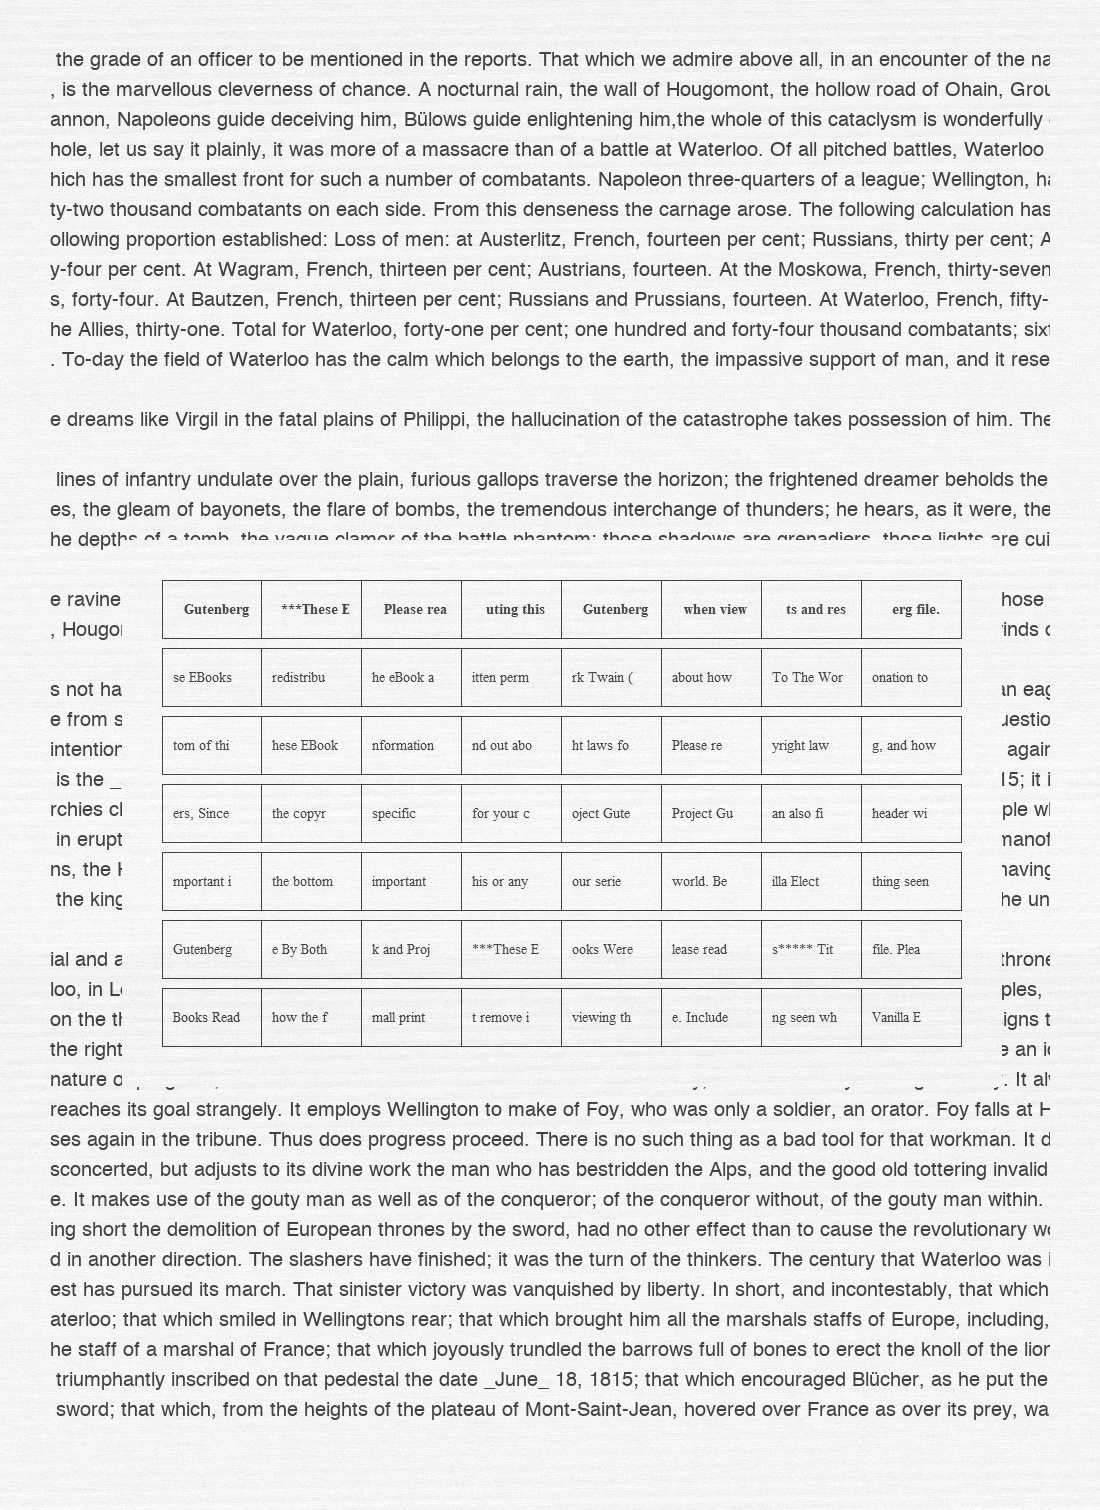 the grade of an officer to be mentioned in the reports. That which we admire above all, in an encounter of the na
, is the marvellous cleverness of chance. A nocturnal rain, the wall of Hougomont, the hollow road of Ohain, Grou
annon, Napoleons guide deceiving him, Bülows guide enlightening him,the whole of this cataclysm is wonderfully
hole, let us say it plainly, it was more of a massacre than of a battle at Waterloo. Of all pitched battles, Waterloo
hich has the smallest front for such a number of combatants. Napoleon three-quarters of a league; Wellington, ha
ty-two thousand combatants on each side. From this denseness the carnage arose. The following calculation has
ollowing proportion established: Loss of men: at Austerlitz, French, fourteen per cent; Russians, thirty per cent; A
y-four per cent. At Wagram, French, thirteen per cent; Austrians, fourteen. At the Moskowa, French, thirty-seven
s, forty-four. At Bautzen, French, thirteen per cent; Russians and Prussians, fourteen. At Waterloo, French, fifty-
he Allies, thirty-one. Total for Waterloo, forty-one per cent; one hundred and forty-four thousand combatants; sixt
. To-day the field of Waterloo has the calm which belongs to the earth, the impassive support of man, and it rese
e dreams like Virgil in the fatal plains of Philippi, the hallucination of the catastrophe takes possession of him. The
lines of infantry undulate over the plain, furious gallops traverse the horizon; the frightened dreamer beholds the
es, the gleam of bayonets, the flare of bombs, the tremendous interchange of thunders; he hears, as it were, the
he depths of a tomb, the vague clamor of the battle phantom; those shadows are grenadiers, those lights are cui
e ravine hose
, Hougo inds
s not ha an eag
e from s uestio
intention again
is the _ 15; it i
rchies cl ple w
in erupt manof
ns, the having
the king he un
ial and a throne
loo, in L ples,
on the th igns t
the right e an i
nature o . It al
Gutenberg ***These E Please rea uting this Gutenberg when view ts and res erg file.
se EBooks redistribu he eBook a itten perm rk Twain ( about how To The Wor onation to
tom of thi hese EBook nformation nd out abo ht laws fo Please re yright law g, and how
ers, Since the copyr specific for your c oject Gute Project Gu an also fi header wi
mportant i the bottom important his or any our serie world. Be illa Elect thing seen
Gutenberg e By Both k and Proj ***These E ooks Were lease read s***** Tit file. Plea
Books Read how the f mall print t remove i viewing th e. Include ng seen wh Vanilla E
reaches its goal strangely. It employs Wellington to make of Foy, who was only a soldier, an orator. Foy falls at H
ses again in the tribune. Thus does progress proceed. There is no such thing as a bad tool for that workman. It d
sconcerted, but adjusts to its divine work the man who has bestridden the Alps, and the good old tottering invalid
e. It makes use of the gouty man as well as of the conqueror; of the conqueror without, of the gouty man within.
ing short the demolition of European thrones by the sword, had no other effect than to cause the revolutionary wo
d in another direction. The slashers have finished; it was the turn of the thinkers. The century that Waterloo was i
est has pursued its march. That sinister victory was vanquished by liberty. In short, and incontestably, that which
aterloo; that which smiled in Wellingtons rear; that which brought him all the marshals staffs of Europe, including,
he staff of a marshal of France; that which joyously trundled the barrows full of bones to erect the knoll of the lion
triumphantly inscribed on that pedestal the date _June_ 18, 1815; that which encouraged Blücher, as he put the
sword; that which, from the heights of the plateau of Mont-Saint-Jean, hovered over France as over its prey, wa